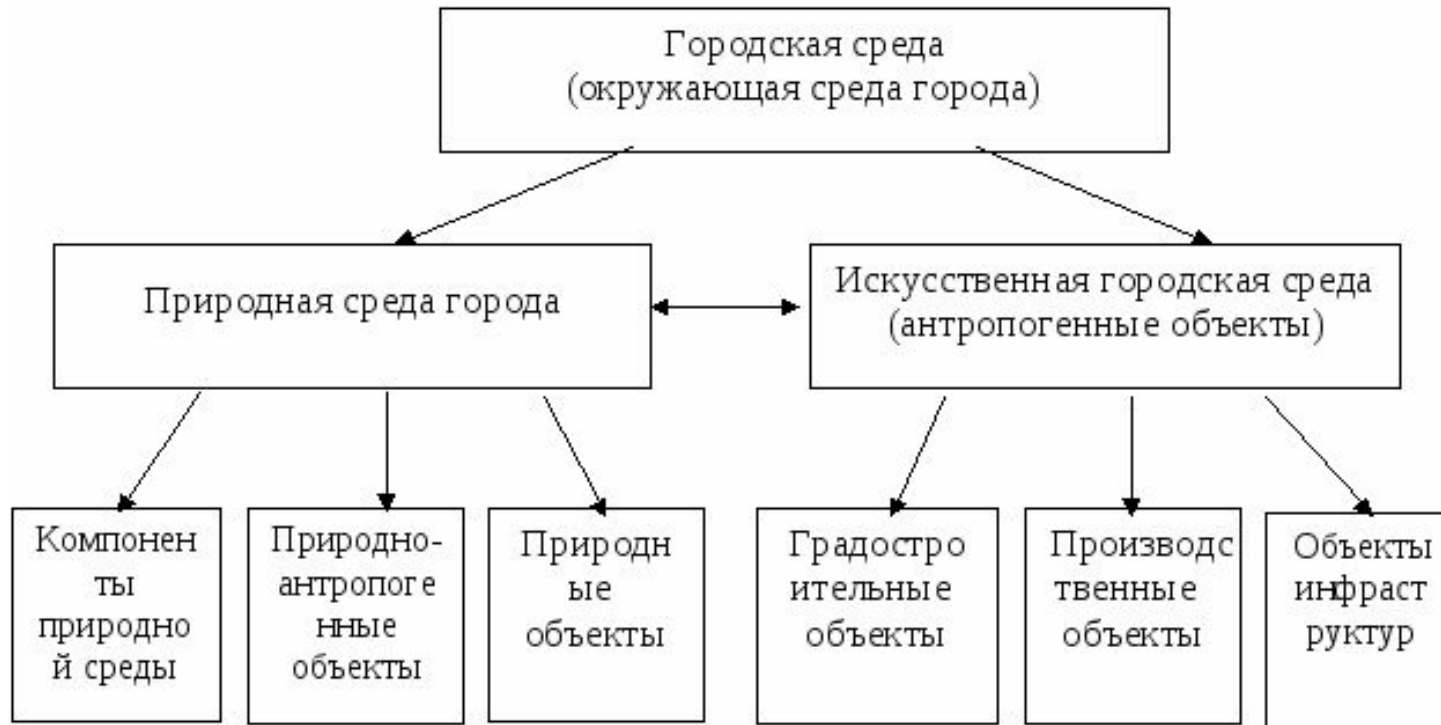 Городская среда
(окружающая среда города)
Природная среда города
Искусственная городская среда
(антропогенные объекты)
Компонен
ты
природно
й среды
Природно-
антропоге
нные
объекты
Природн
ые
объекты
Градостро
ительные
объекты
Производс
твенные
объекты
Объекты
инфраст
руктур